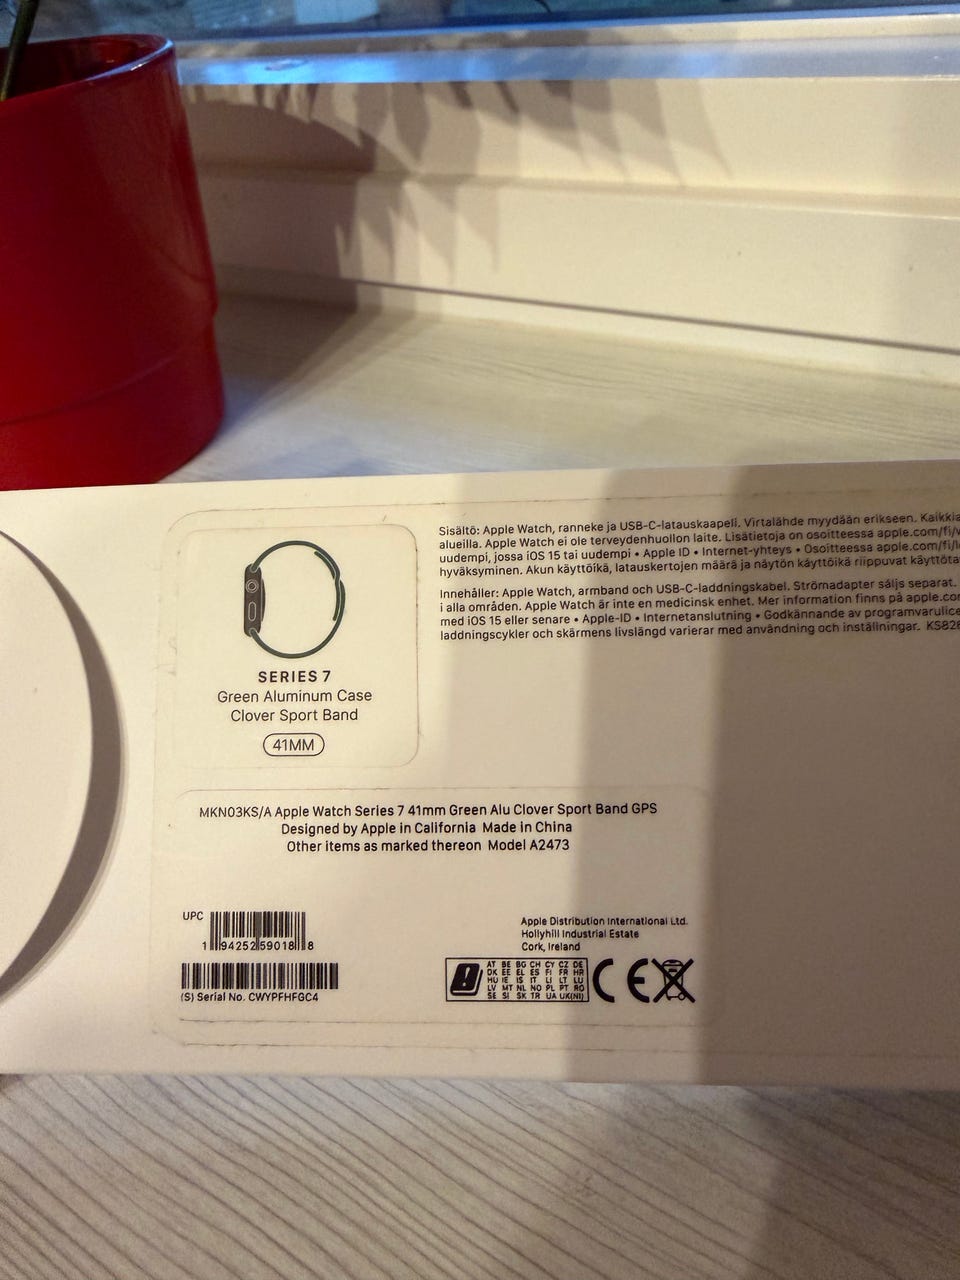 SERIES 7
Green Aluminum Case
Clover Sport Band
41MM
Sisältö: Apple Watch, ranneke ja USB-C-latauskaapeli. Virtalähde myydään erikseen. Kaikkia
alueilla. Apple Watch ei ole terveydenhuollon laite. Lisätietoja on osoitteessa apple.com/fi/
uudempi, jossa iOS 15 tai uudempi • Apple ID • Internet-yhteys • Osoitteessa apple.com/fi/
hyväksyminen. Akun käyttöikä, latauskertojen määrä ja näytön käyttöikä riippuvat
Innehåller: Apple Watch, armband och USB-C-laddningskabel. Strömadapter säljs separat.
i alla områden. Apple Watch är inte en medicinsk enhet. Mer information finns på
med iOS 15 eller senare • Apple-ID • Internetanslutning • Godkännande av
laddningscykler och skärmens livslängd varierar med användning och inställningar.
MKN03KS/A Apple Watch Series 7 41mm Green Alu Clover Sport Band GPS
Designed by Apple in California Made in China
Other items as marked thereon Model A2473
UPC
1 94252 59018 8
(S) Serial No. CWYPFHFGC4
Apple Distribution International Ltd.
Hollyhill Industrial Estate
Cork, Ireland
AT BE BG CH CY CZ DE
DK EE EL ES FI FR HR
HU IE IS IT LI LT LU
LV MT NL NO PL PT RO
SE SI SK TR UA UK(NI)
CE